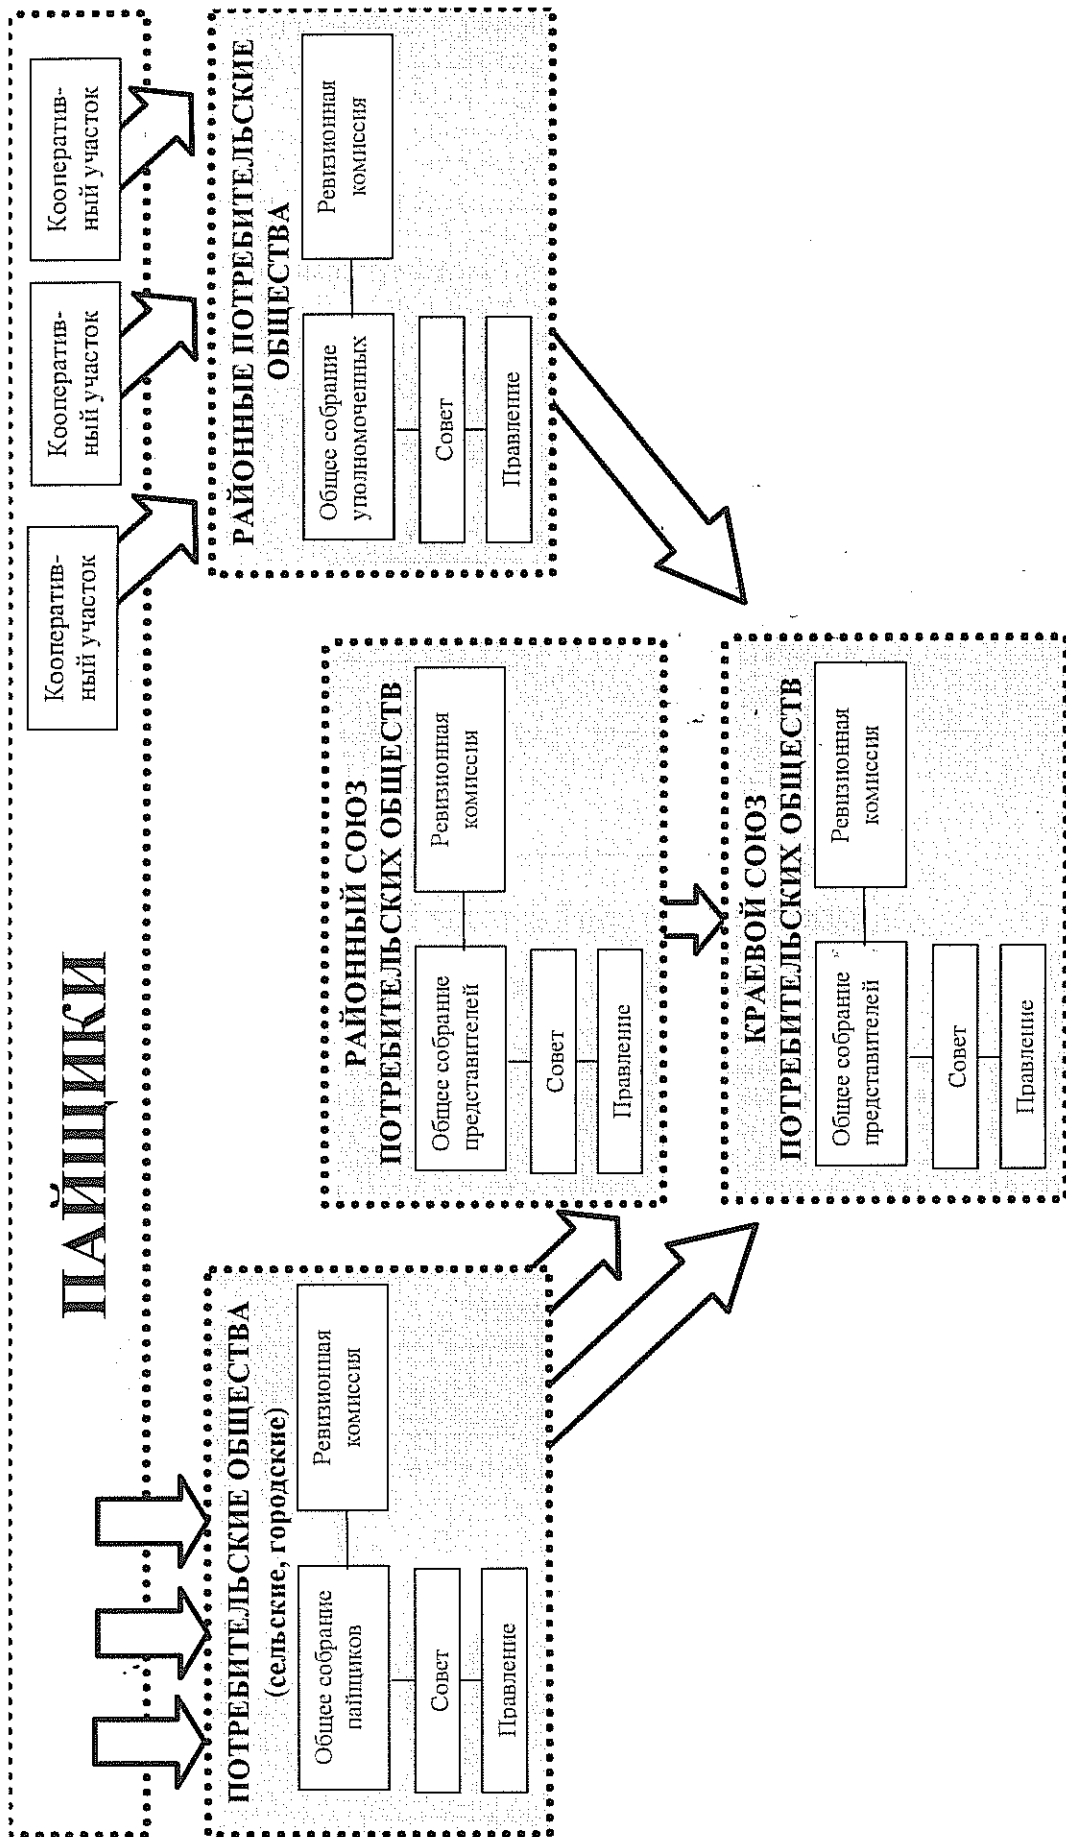 ПАЙЩИКИ
Кооператив-
ный участок
Кооператив-
ный участок
Кооператив-
ный участок
ПОТРЕБИТЕЛЬСКИЕ ОБЩЕСТВА
(сельские, городские)
Общее собрание
пайщиков
Ревизионная
комиссия
Совет
Правление
РАЙОННЫЙ СОЮЗ
ПОТРЕБИТЕЛЬСКИХ ОБЩЕСТВ
Общее собрание
представителей
Ревизионная
комиссия
Совет
Правление
РАЙОННЫЕ ПОТРЕБИТЕЛЬСКИЕ
ОБЩЕСТВА
Общее собрание
уполномоченных
Ревизионная
комиссия
Совет
Правление
КРАЕВОЙ СОЮЗ
ПОТРЕБИТЕЛЬСКИХ ОБЩЕСТВ
Общее собрание
представителей
Ревизионная
комиссия
Совет
Правление